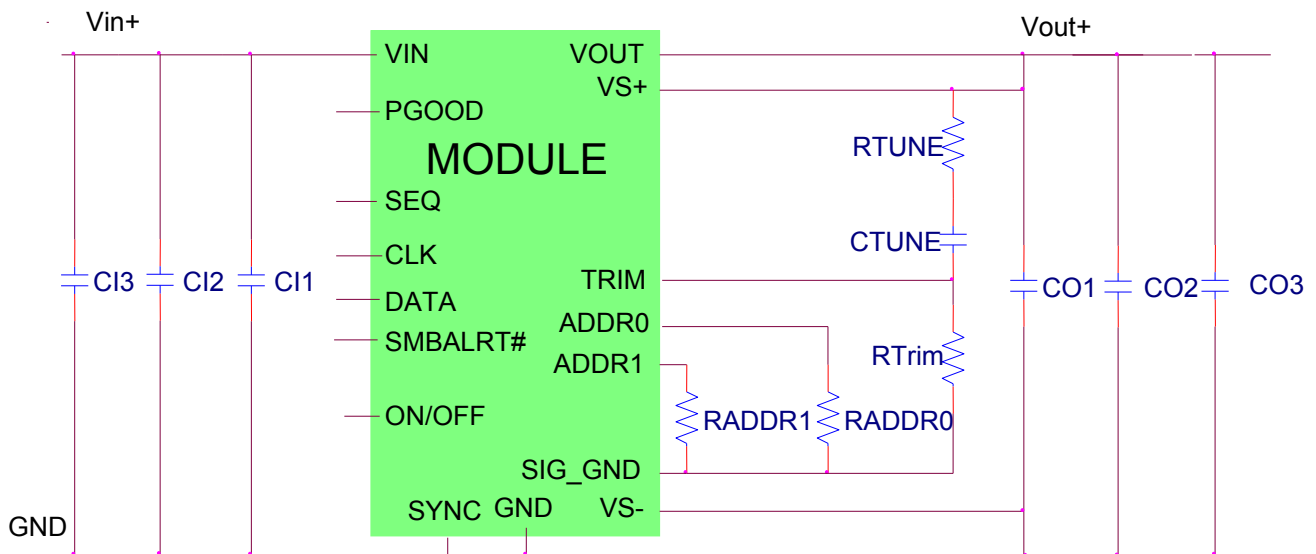 Vin+
Vout+
VIN
VOUT
VS+
PGOOD
MODULE
RTUNE
SEQ
CLK
CTUNE
CI3
CI2
CI1
DATA
TRIM
CO1
CO2
CO3
SMBALRT#
ADDR0
ADDR1
RTrim
ON/OFF
RADDR1
RADDR0
SIG_GND
SYNC
GND
VS-
GND